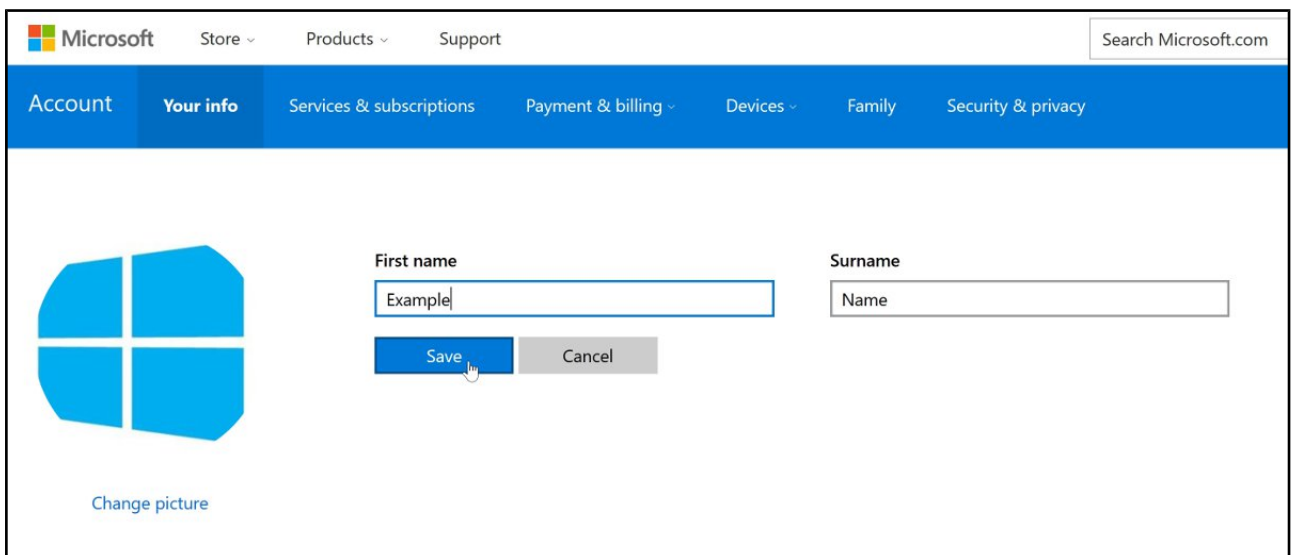 Microsoft Store Products Support Search Microsoft.com
Account Your info Services & subscriptions Payment & billing Devices Family Security & privacy
First name Surname
Example Name
Save Cancel
Change picture